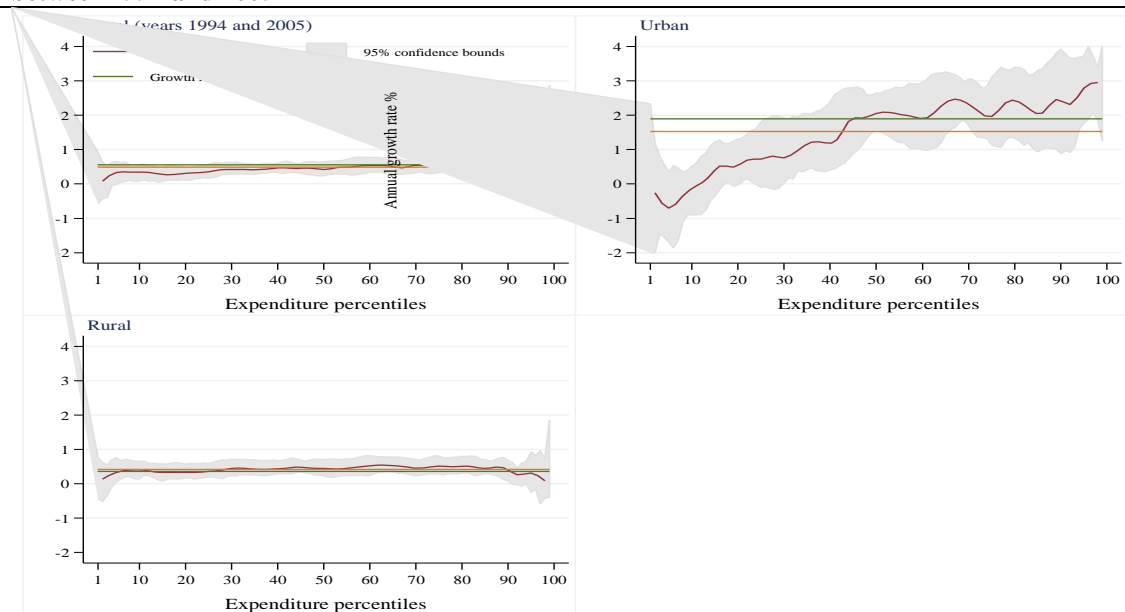 (years 1994 and 2005)
95% confidence bounds
Growth
4
3
2
1
0
-1
2
1 10 20 30 40 50 60 70 80 90 100
Expenditure percentiles
Annual growth rate %
Urban
4
3
2
1
0
-1
-2
1 10 20 30 40 50 60 70 80 90 100
Expenditure percentiles
Rural
4
3
2
1
0
-1
-2
1 10 20 30 40 50 60 70 80 90 100
Expenditure percentiles